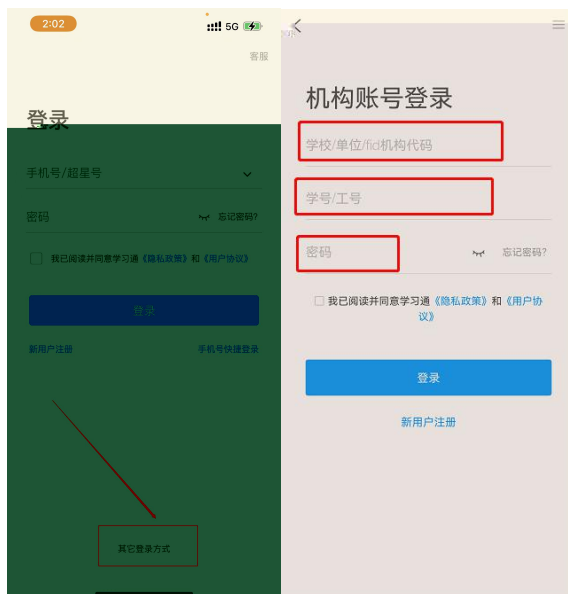 2:02
5G
客服
登录
手机号/超星号
密码
忘记密码?
我已阅读并同意学习通《隐私政策》和《用户协议》
登录
新用户注册
手机号快捷登录
其它登录方式
机构账号登录
学校/单位/fid机构代码
学号/工号
密码
忘记密码?
我已阅读并同意学习通《隐私政策》和《用户协
议》
登录
新用户注册